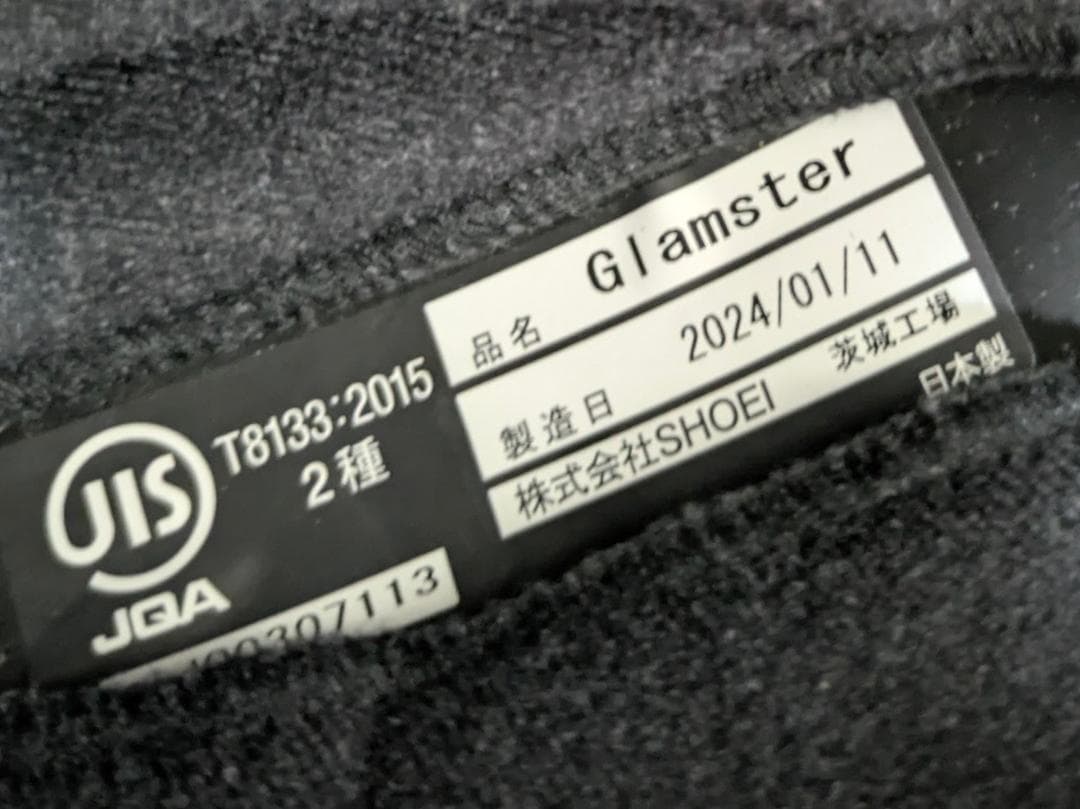 品名 Glamster
製造日 2024/01/11
株式会社SHOEI 茨城工場
日本製
JIS
T8133:2015
2種
JQA